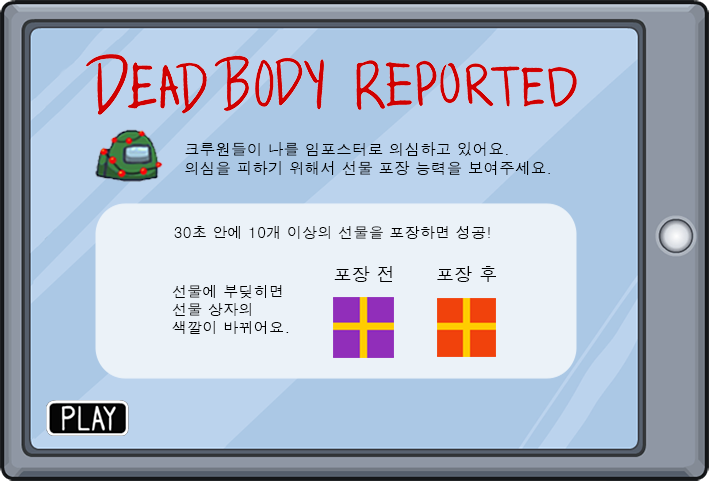 DEAD BODY REPORTED
크루원들이 나를 임포스터로 의심하고 있어요.
의심을 피하기 위해서 선물 포장 능력을 보여주세요.
30초 안에 10개 이상의 선물을 포장하면 성공!
포장 전
포장 후
선물에 부딪히면
선물 상자의
색깔이 바뀌어요.
PLAY